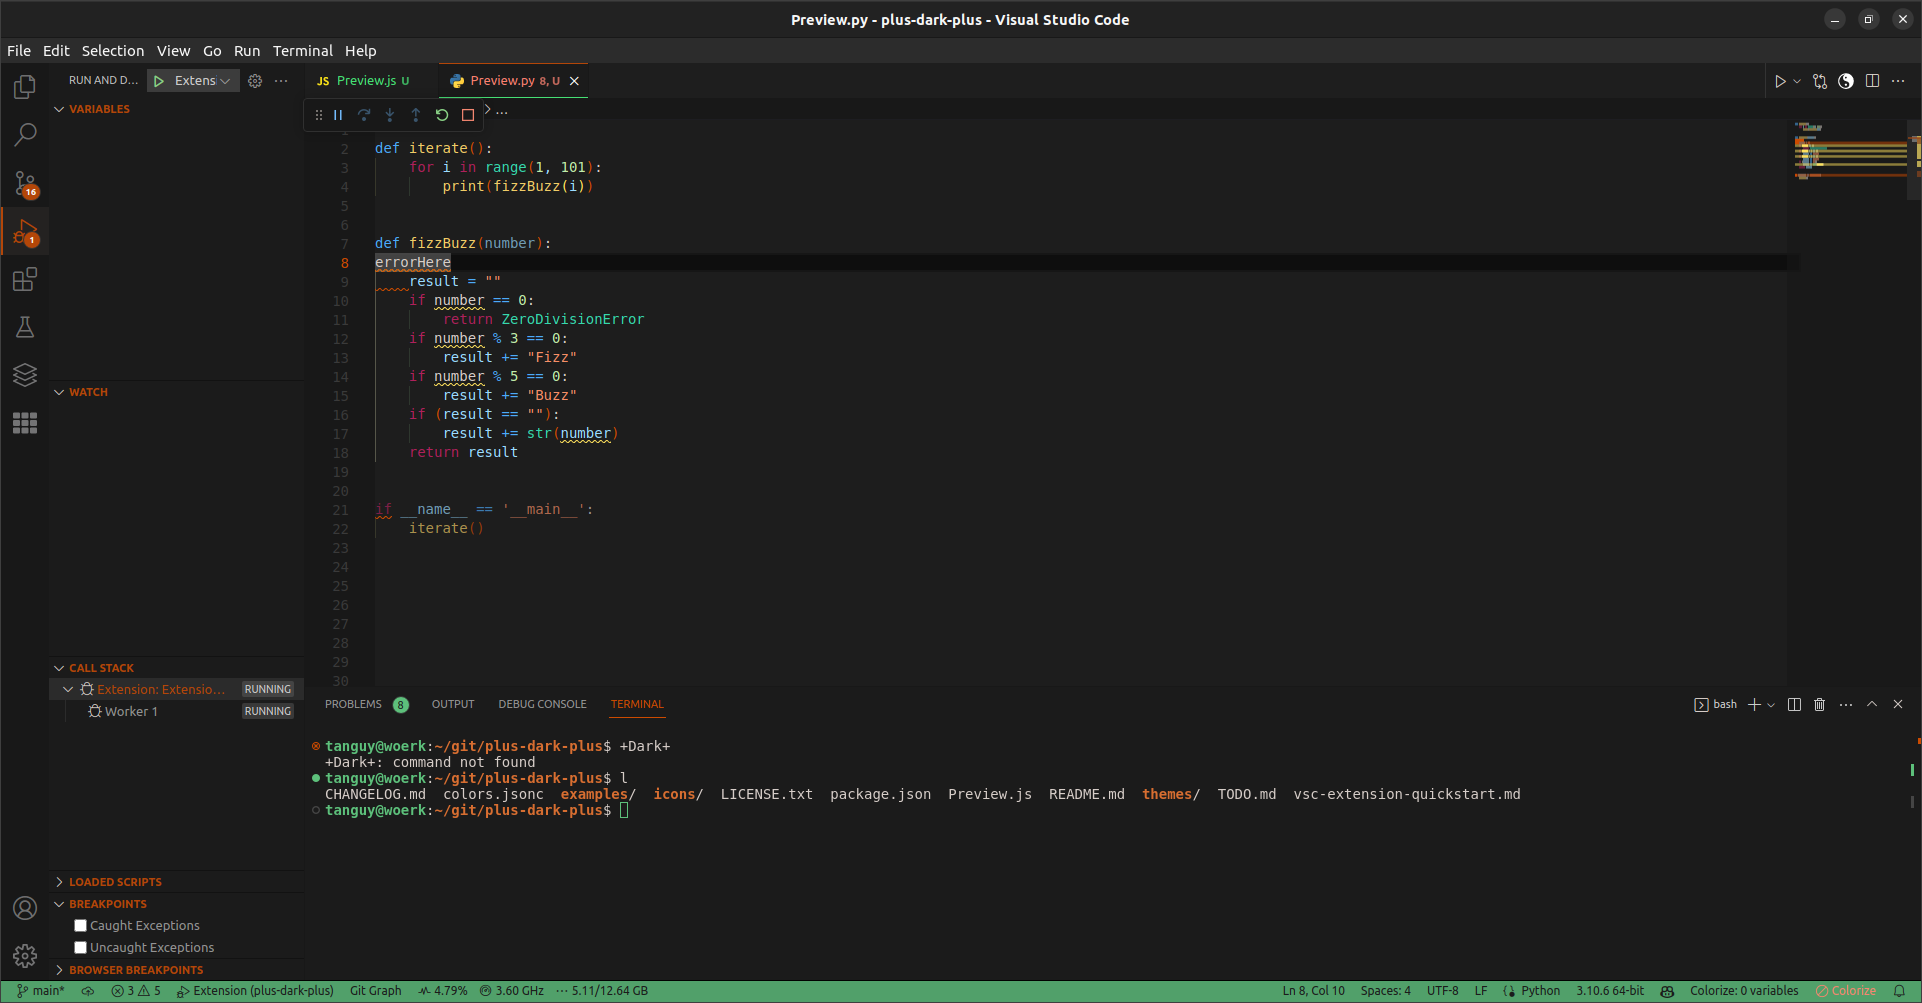 Preview.py - plus-dark-plus - Visual Studio Code
File Edit Selection View Go Run Terminal Help
RUN AND D... Extens
JS Preview.js U
Preview.py 8, U
...
VARIABLES
WATCH
CALL STACK
Extension: Extensio... RUNNING
Worker 1 RUNNING
LOADED SCRIPTS
BREAKPOINTS
Caught Exceptions
Uncaught Exceptions
BROWSER BREAKPOINTS
16
1
1
2 def iterate():
3 for i in range(1, 101):
4 print(fizzBuzz(i))
5
6
7 def fizzBuzz(number):
8 errorHere
9 result = ""
10 if number == 0:
11 return ZeroDivisionError
12 if number % 3 == 0:
13 result += "Fizz"
14 if number % 5 == 0:
15 result += "Buzz"
16 if (result == ""):
17 result += str(number)
18 return result
19
20
21 if __name__ == '__main__':
22 iterate()
23
24
25
26
27
28
29
30
PROBLEMS 8 OUTPUT DEBUG CONSOLE TERMINAL bash
tanguy@woerk:~/git/plus-dark-plus$ +Dark+
+Dark+: command not found
tanguy@woerk:~/git/plus-dark-plus$ l
CHANGELOG.md colors.jsonc examples/ icons/ LICENSE.txt package.json Preview.js README.md themes/ TODO.md vsc-extension-quickstart.md
tanguy@woerk:~/git/plus-dark-plus$
main* 3 5 Extension (plus-dark-plus) Git Graph 4.79% 3.60 GHz 5.11/12.64 GB Ln 8, Col 10 Spaces: 4 UTF-8 LF Python 3.10.6 64-bit Colorize: 0 variables Colorize